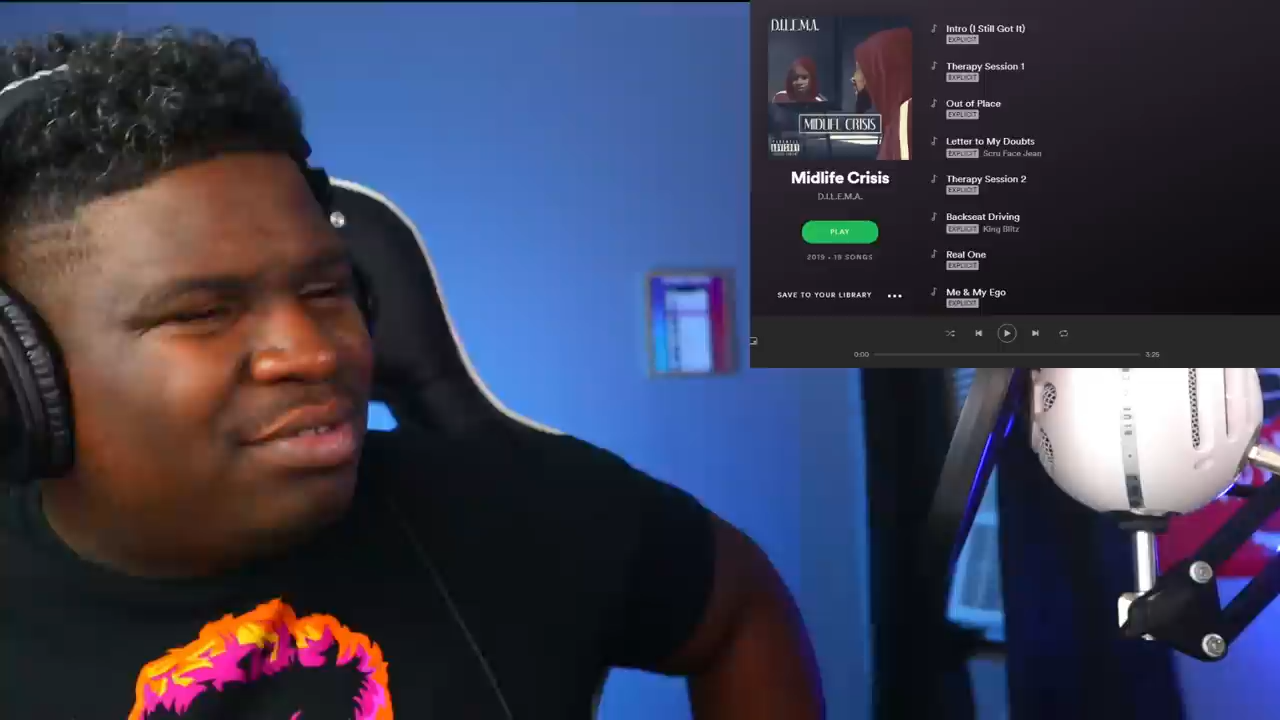 D.I.L.E.M.A.
MIDLIFE CRISIS
Midlife Crisis
D.I.L.E.M.A.
PLAY
2019 • 19 SONGS
SAVE TO YOUR LIBRARY
Intro (I Still Got It)
EXPLICIT
Therapy Session 1
EXPLICIT
Out of Place
EXPLICIT
Letter to My Doubts
EXPLICIT Scru Face Jean
Therapy Session 2
EXPLICIT
Backseat Driving
EXPLICIT King Blitz
Real One
EXPLICIT
Me & My Ego
EXPLICIT
0:00
3:25